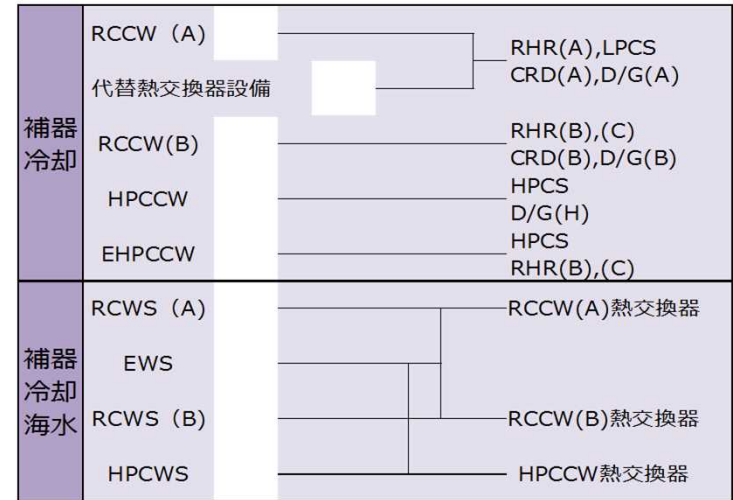 補器
冷却
RCCW（A）
RHR(A),LPCS
CRD(A),D/G(A)
代替熱交換器設備
RCCW(B)
RHR(B),(C)
CRD(B),D/G(B)
HPCCW
HPCS
D/G(H)
EHPCCW
HPCS
RHR(B),(C)
補器
冷却
海水
RCWS（A）
RCCW(A)熱交換器
EWS
RCWS（B）
RCCW(B)熱交換器
HPCWS
HPCCW熱交換器